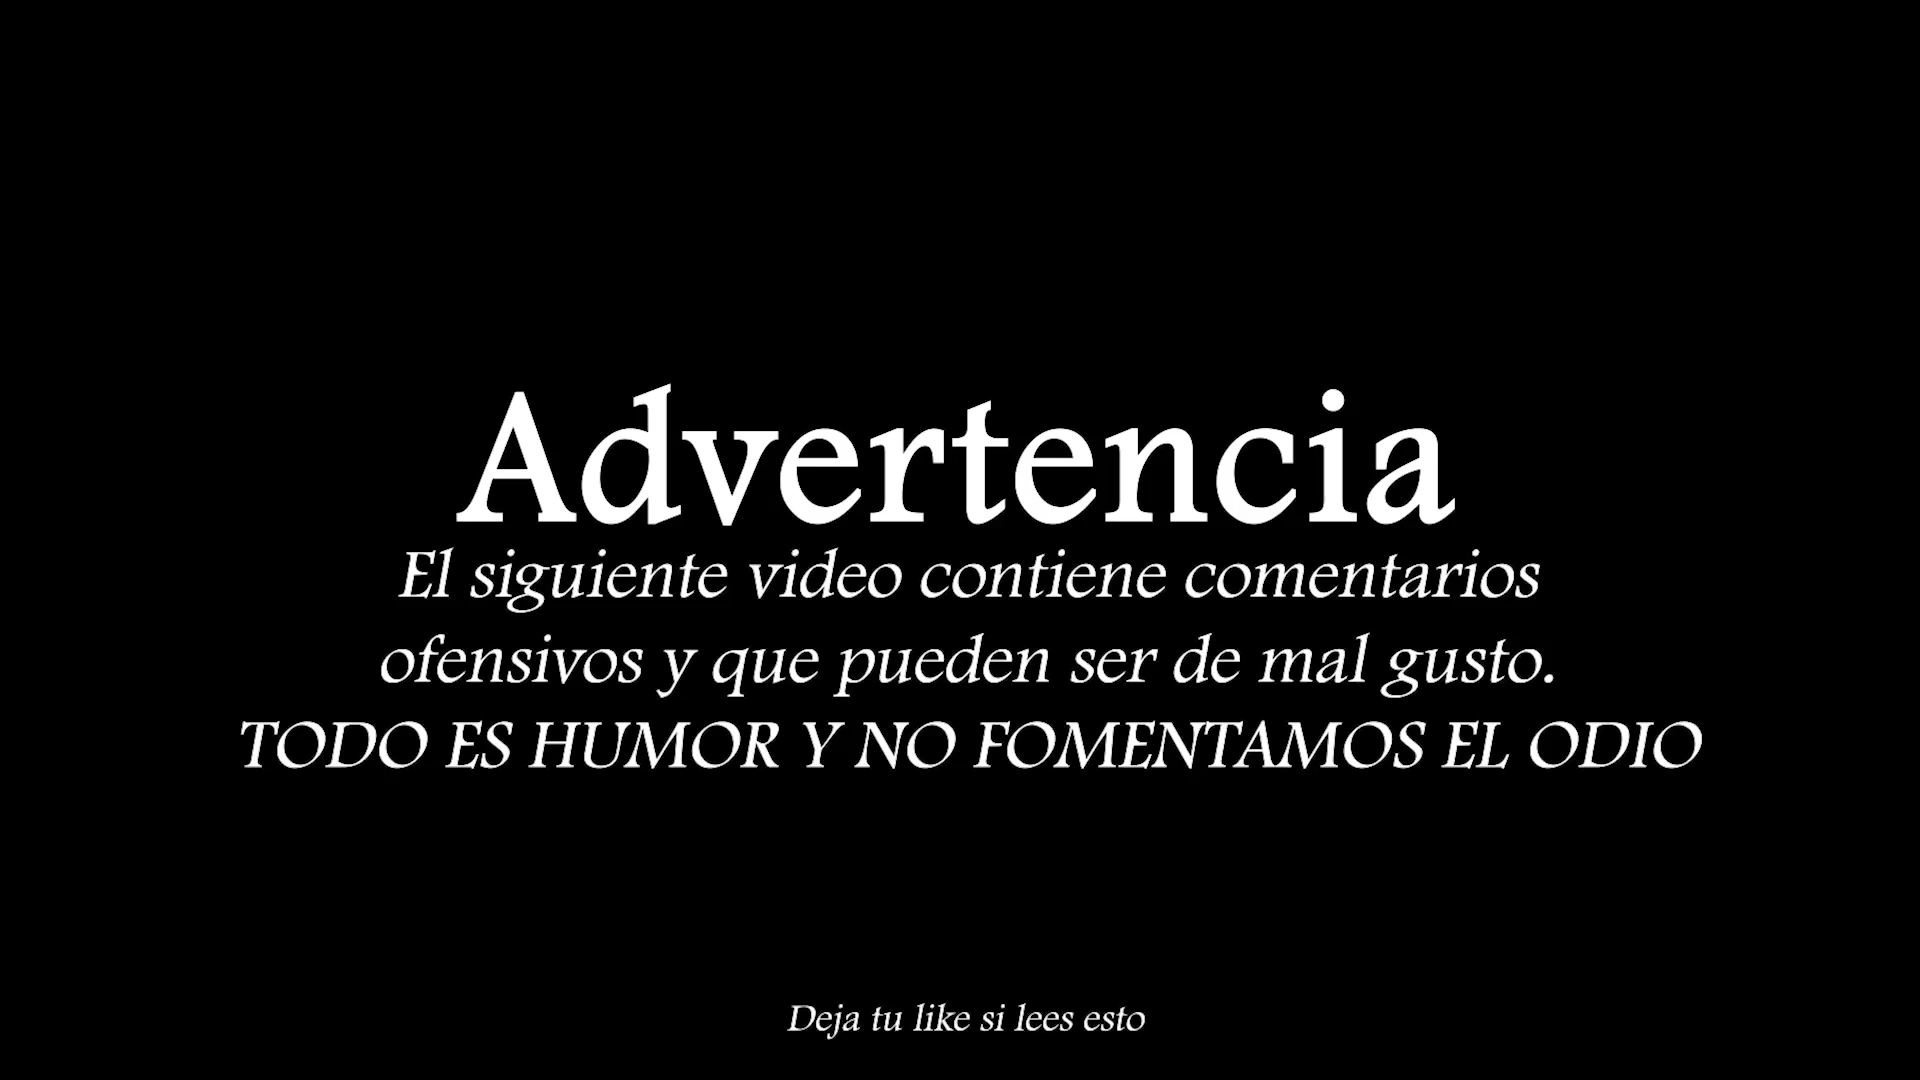 Advertencia
El siguiente video contiene comentarios
ofensivos y que pueden ser de mal gusto.
TODO ES HUMOR Y NO FOMENTAMOS EL ODIO
Deja tu like si lees esto